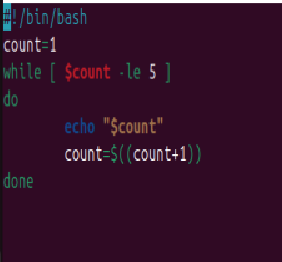 #!/bin/bash
count=1
while [ $count -le 5 ]
do
        echo "$count"
        count=$((count+1))
done